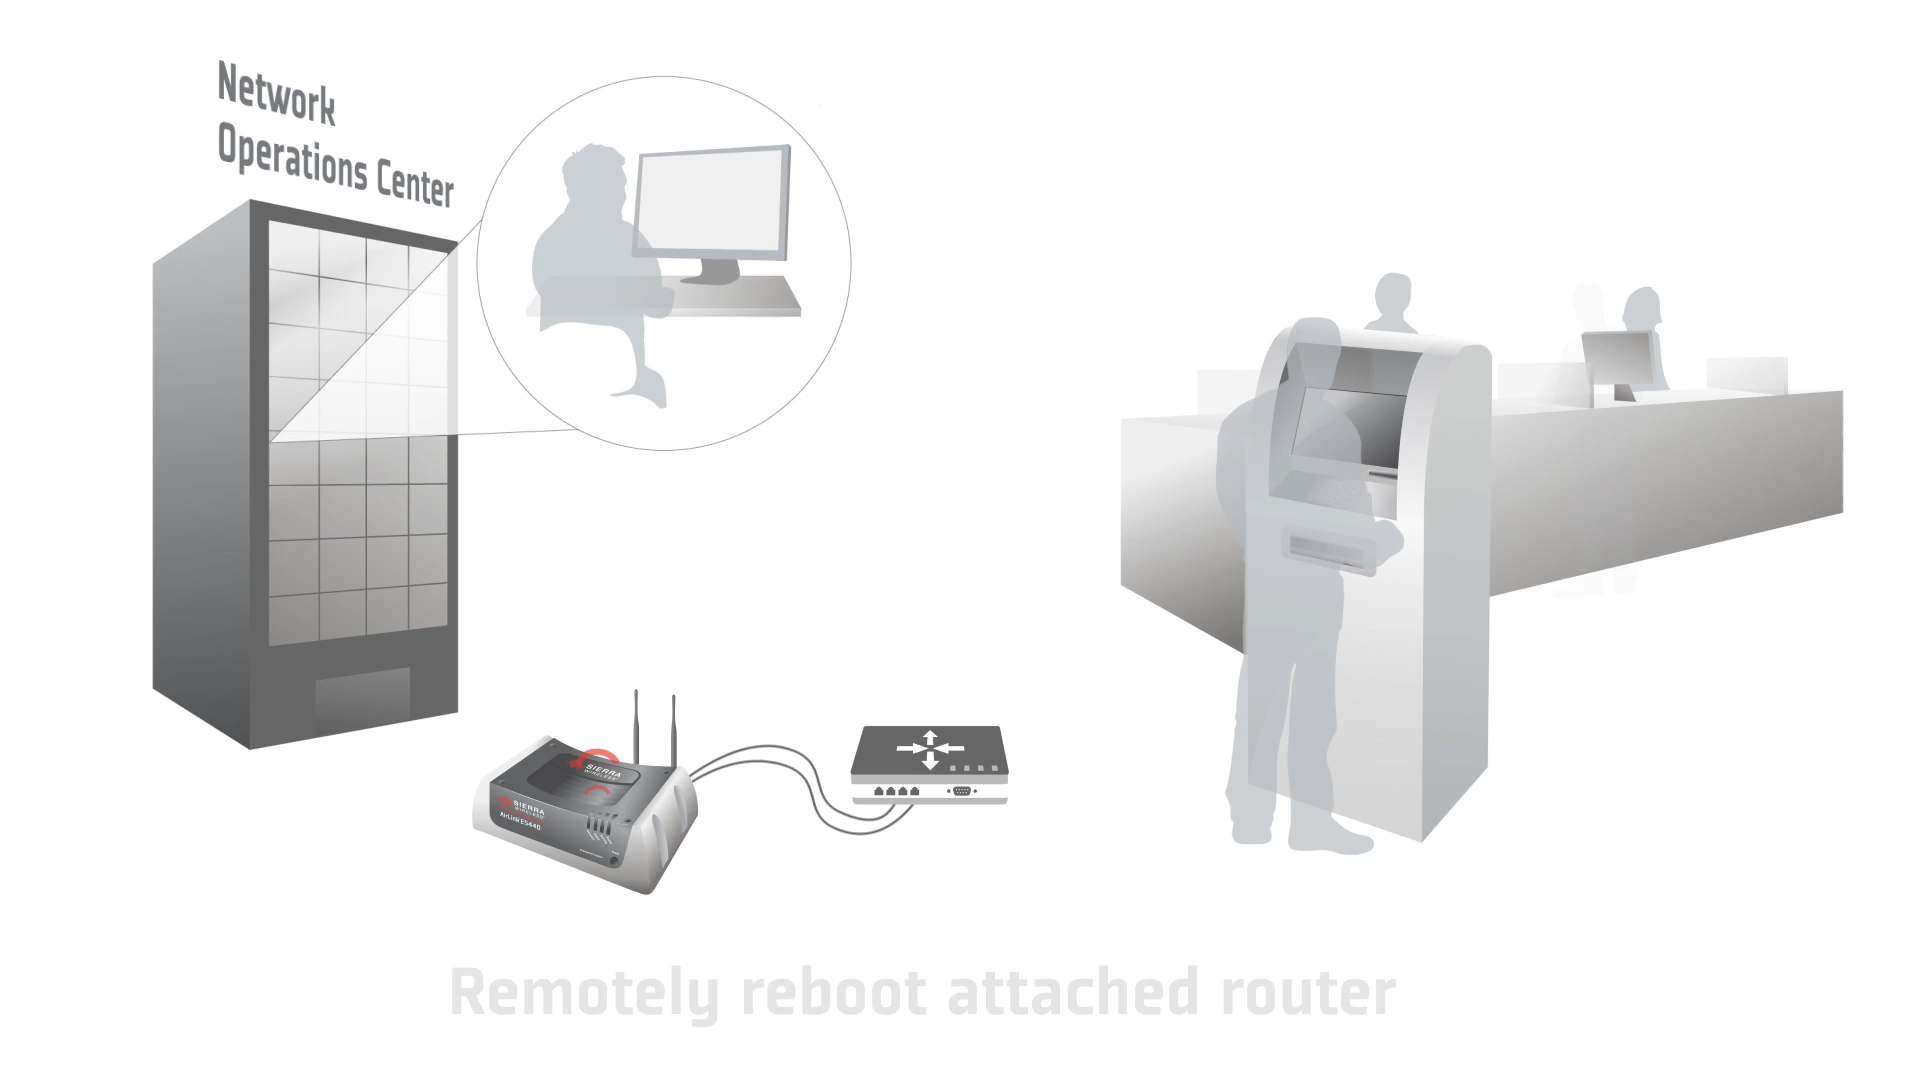 Network
Operations Center
SIERRA
WIRELESS
SIERRA
WIRELESS
AirLink ES440
Remotely reboot attached router